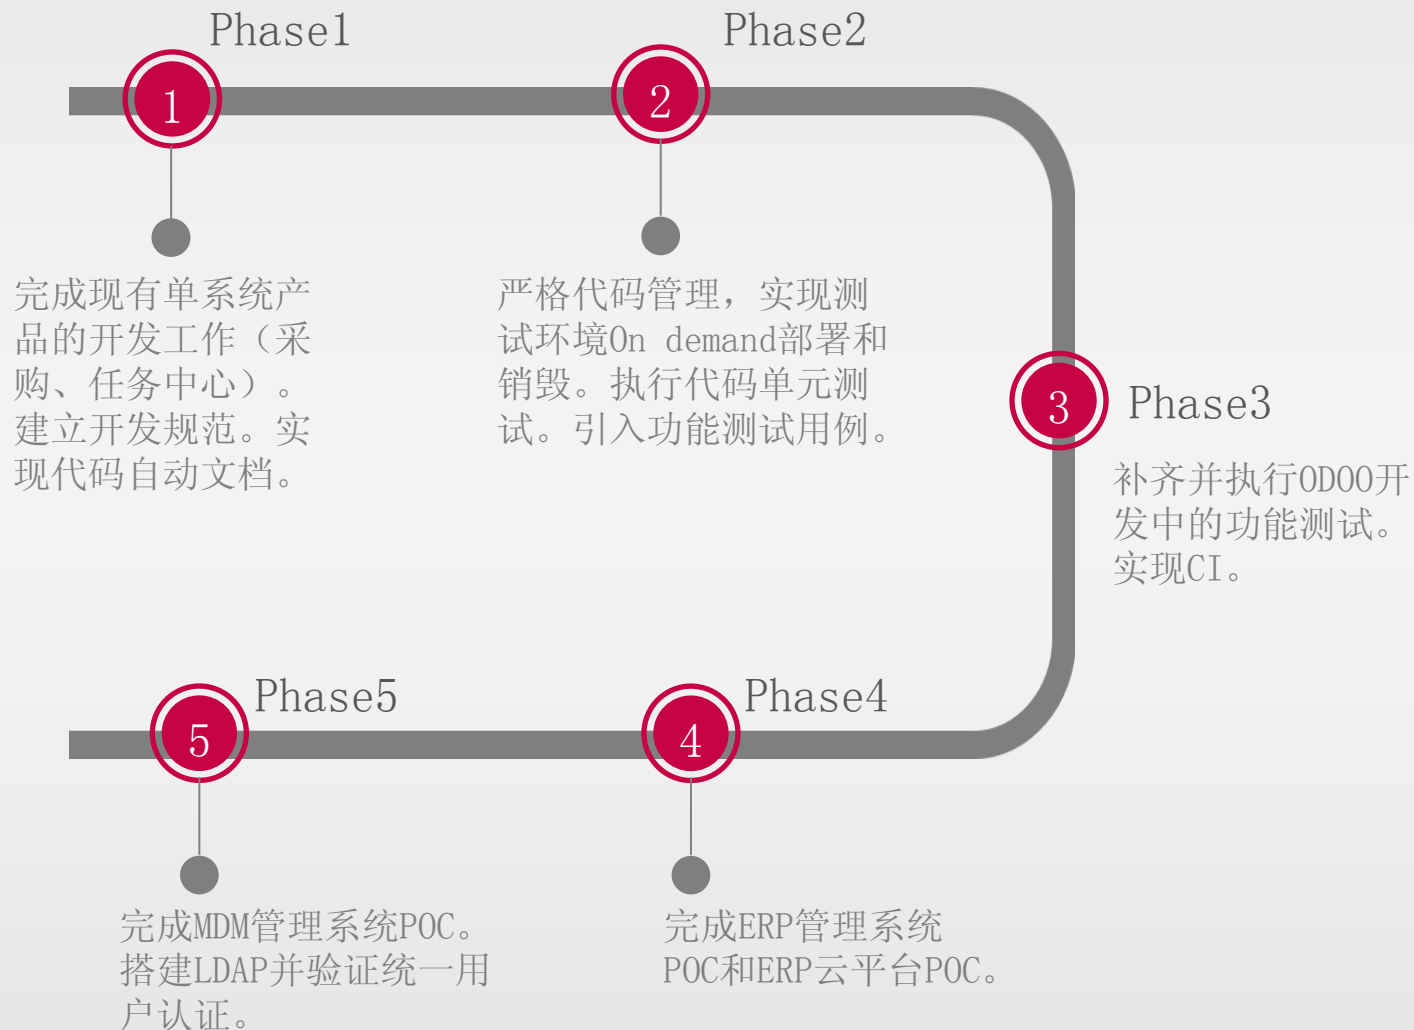 Phase1
1
完成现有单系统产
品的开发工作（采
购、任务中心）。
建立开发规范。实
现代码自动文档。
Phase2
2
严格代码管理，实现测
试环境On demand部署和
销毁。执行代码单元测
试。引入功能测试用例。
3
Phase3
补齐并执行ODOO开
发中的功能测试。
实现CI。
Phase4
4
完成ERP管理系统
POC和ERP云平台POC。
Phase5
5
完成MDM管理系统POC。
搭建LDAP并验证统一用
户认证。